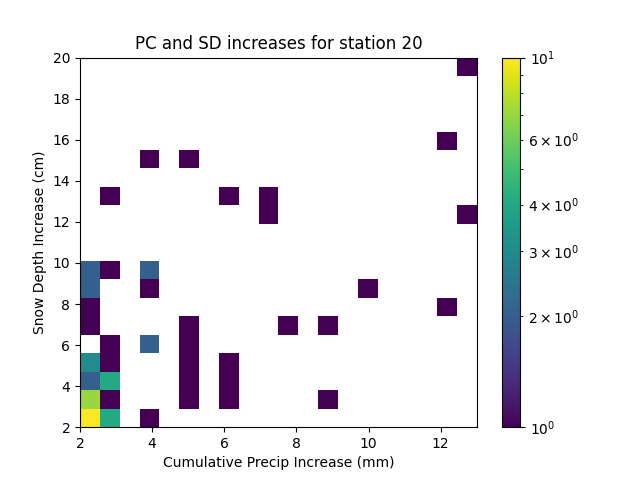 PC and SD increases for station 20
Snow Depth Increase (cm)
20
18
16
14
12
10
8
6
4
2
2 4 6 8 10 12
Cumulative Precip Increase (mm)
10¹
6 × 10⁰
4 × 10⁰
3 × 10⁰
2 × 10⁰
10⁰